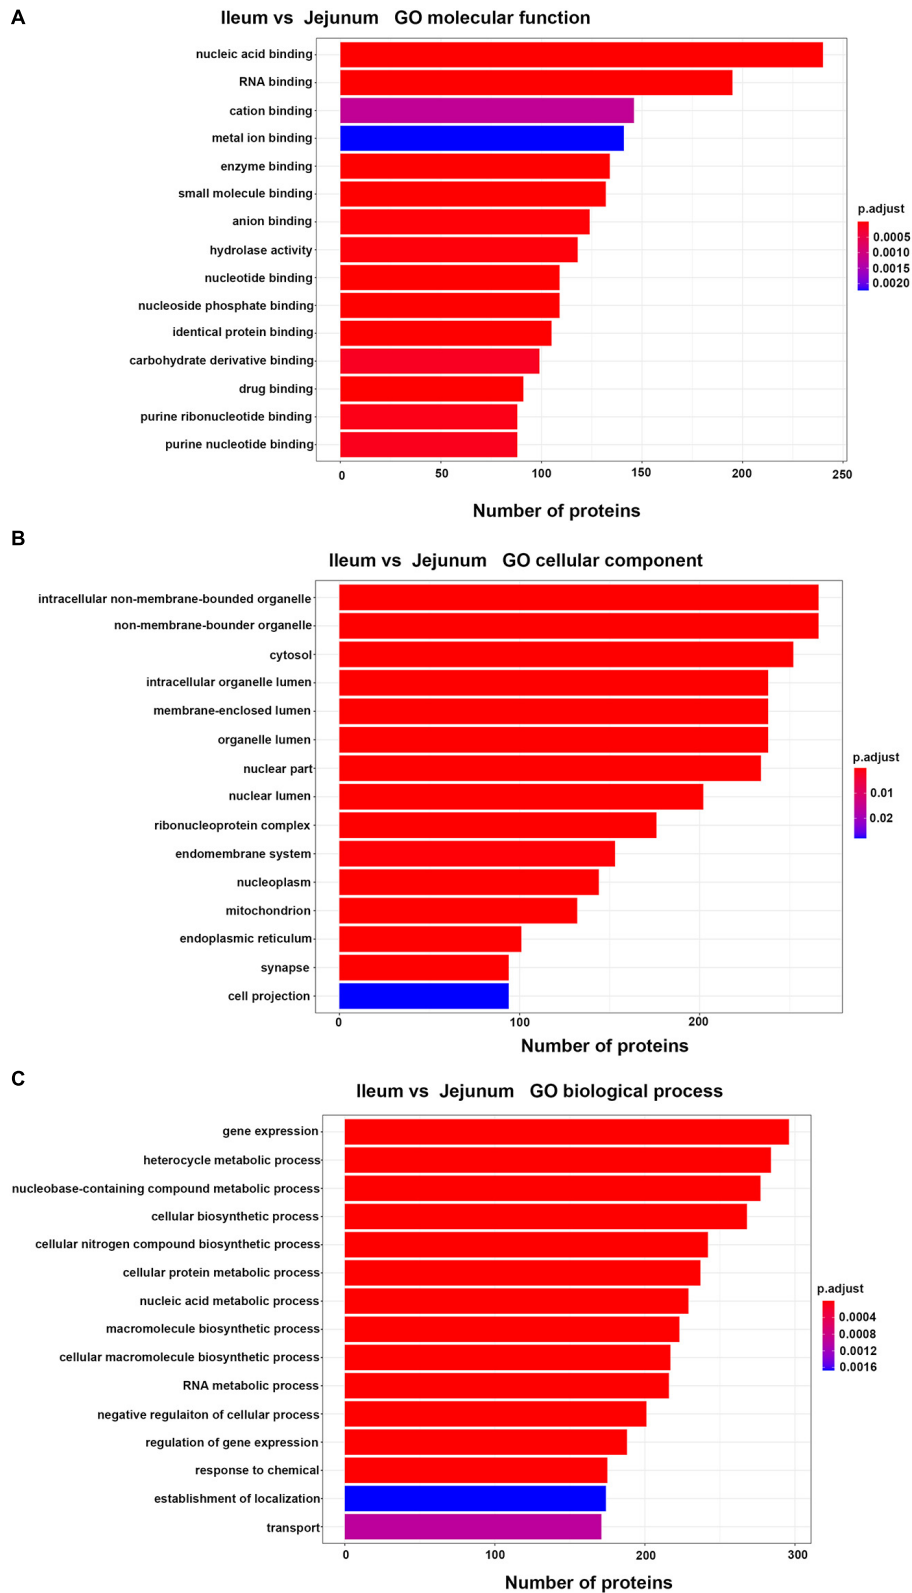 A
Ileum vs Jejunum GO molecular function
nucleic acid binding
RNA binding
cation binding
metal ion binding
enzyme binding
small molecule binding
anion binding
hydrolase activity
nucleotide binding
nucleoside phosphate binding
identical protein binding
carbohydrate derivative binding
drug binding
purine ribonucleotide binding
purine nucleotide binding
0 50 100 150 200 250
Number of proteins
p.adjust
0.0005
0.0010
0.0015
0.0020
B
Ileum vs Jejunum GO cellular component
intracellular non-membrane-bounded organelle
non-membrane-bounder organelle
cytosol
intracellular organelle lumen
membrane-enclosed lumen
organelle lumen
nuclear part
nuclear lumen
ribonucleoprotein complex
endomembrane system
nucleoplasm
mitochondrion
endoplasmic reticulum
synapse
cell projection
0 100 200
Number of proteins
p.adjust
0.01
0.02
C
Ileum vs Jejunum GO biological process
gene expression
heterocycle metabolic process
nucleobase-containing compound metabolic process
cellular biosynthetic process
cellular nitrogen compound biosynthetic process
cellular protein metabolic process
nucleic acid metabolic process
macromolecule biosynthetic process
cellular macromolecule biosynthetic process
RNA metabolic process
negative regulaiton of cellular process
regulation of gene expression
response to chemical
establishment of localization
transport
0 100 200 300
Number of proteins
p.adjust
0.0004
0.0008
0.0012
0.0016